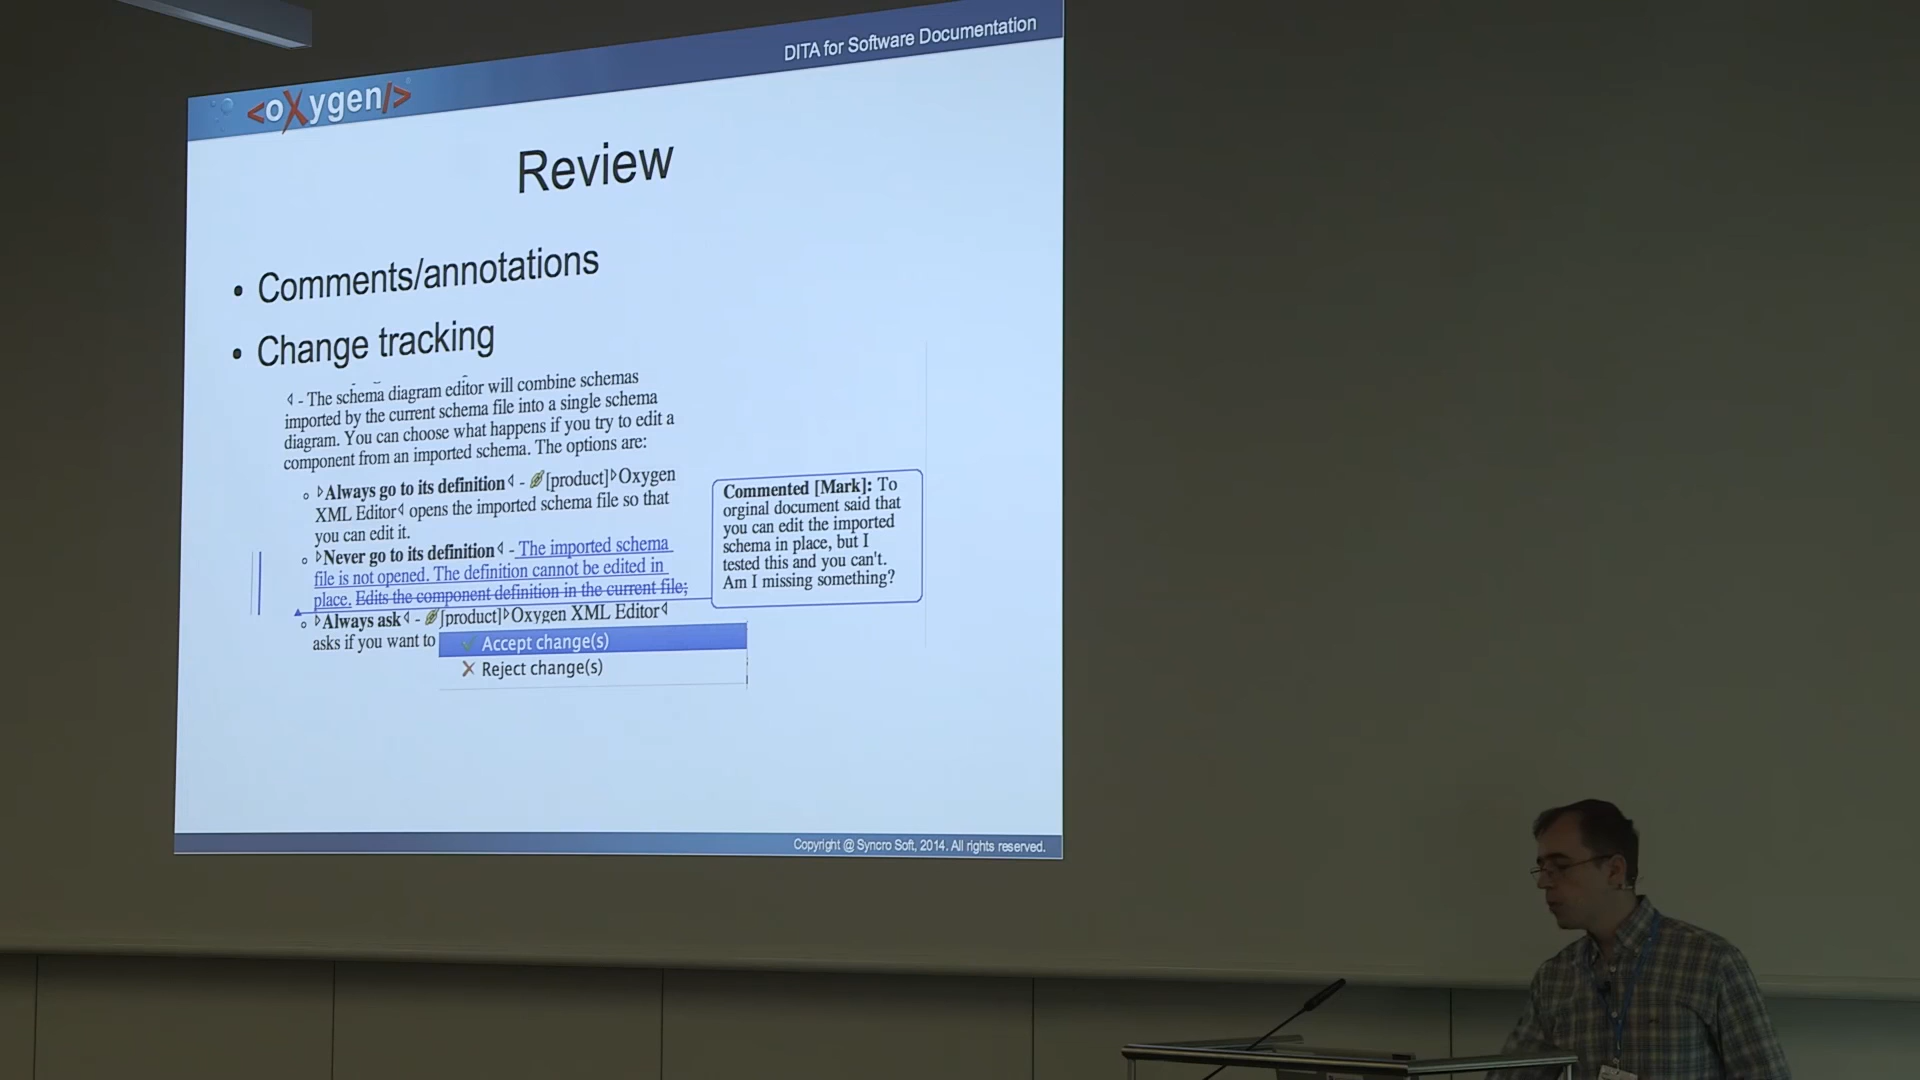 DITA for Software Documentation
<oXygen/>
Review
• Comments/annotations
• Change tracking
- The schema diagram editor will combine schemas
imported by the current schema file into a single schema
diagram. You can choose what happens if you try to edit a
component from an imported schema. The options are:
Always go to its definition - [product] Oxygen
XML Editor opens the imported schema file so that
you can edit it.
Never go to its definition - The imported schema
file is not opened. The definition cannot be edited in
place. Edits the component definition in the current file;
Always ask - [product] Oxygen XML Editor
asks if you want to
Accept change(s)
Reject change(s)
Commented [Mark]: To
orginal document said that
you can edit the imported
schema in place, but I
tested this and you can't.
Am I missing something?
Copyright @ Syncro Soft, 2014. All rights reserved.